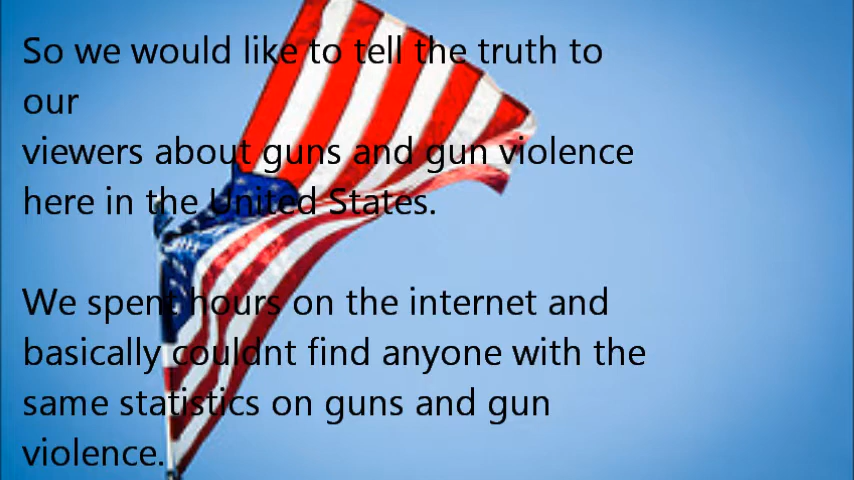 So we would like to tell the truth to
our
viewers about guns and gun violence
here in the United States.
We spent hours on the internet and
basically couldnt find anyone with the
same statistics on guns and gun
violence.